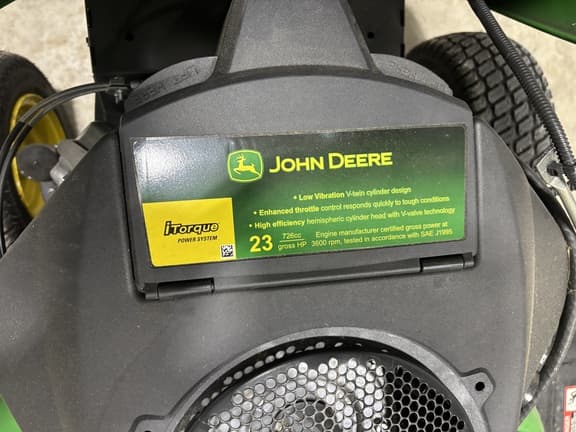 JOHN DEERE
• Low Vibration V-twin cylinder design
• Enhanced throttle control responds quickly to tough conditions
• High efficiency hemispheric cylinder head with V-valve technology
iTorque
POWER SYSTEM
23 726cc gross HP
Engine manufacturer certified gross power at
3600 rpm, tested in accordance with SAE J1995